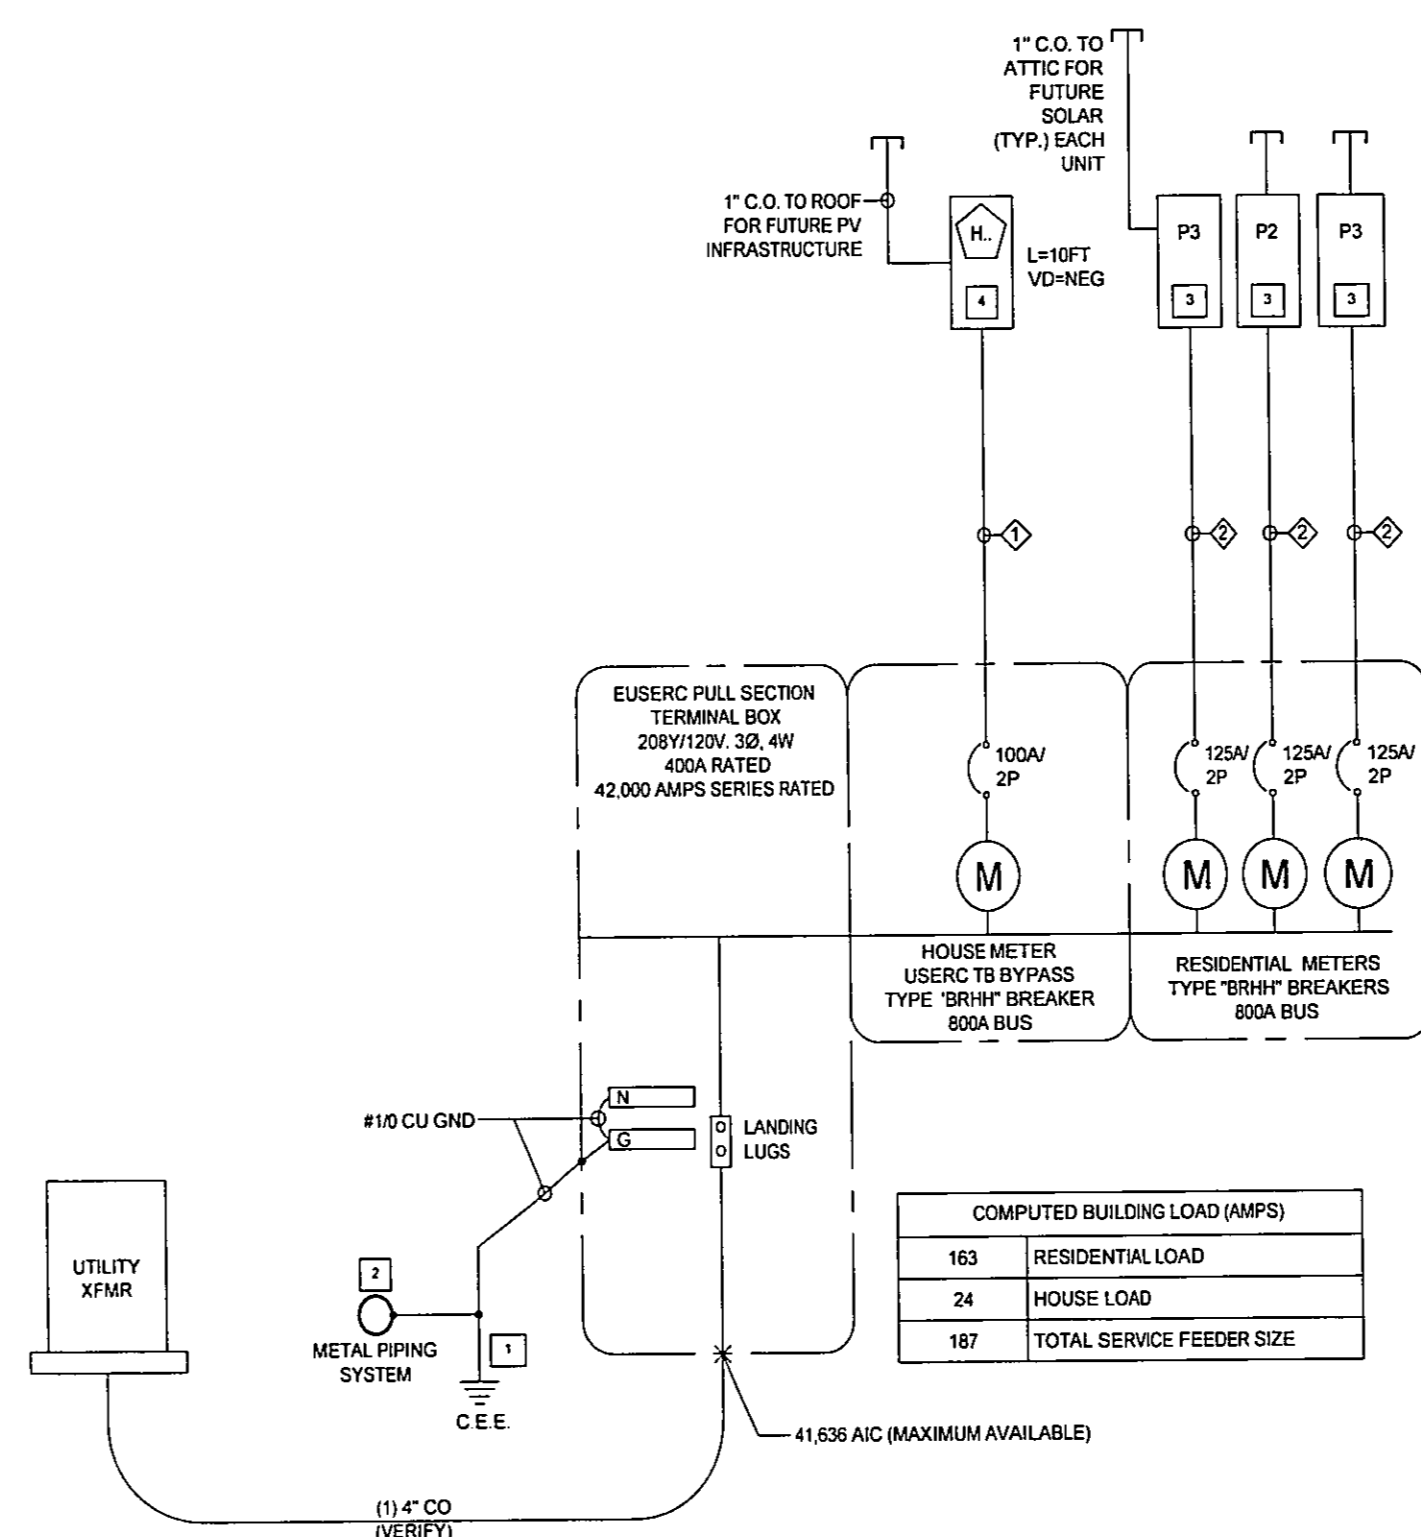 1" C.O. TO
ATTIC FOR
FUTURE
SOLAR
(TYP.) EACH
UNIT
1" C.O. TO ROOF
FOR FUTURE PV
INFRASTRUCTURE
H..
4
L=10FT
VD=NEG
P3
3
P2
3
P3
3
1
2
2
2
EUSERC PULL SECTION
TERMINAL BOX
208Y/120V. 3Ø, 4W
400A RATED
42,000 AMPS SERIES RATED
100A/
2P
125A/
2P
125A/
2P
125A/
2P
M
M
M
M
HOUSE METER
USERC TB BYPASS
TYPE 'BRHH" BREAKER
800A BUS
RESIDENTIAL METERS
TYPE "BRHH" BREAKERS
800A BUS
#1/0 CU GND
N
G
LANDING
LUGS
UTILITY
XFMR
2
METAL PIPING
SYSTEM
1
C.E.E.
COMPUTED BUILDING LOAD (AMPS)
163 RESIDENTIAL LOAD
24 HOUSE LOAD
187 TOTAL SERVICE FEEDER SIZE
41,636 AIC (MAXIMUM AVAILABLE)
(1) 4" CO
(VERIFY)